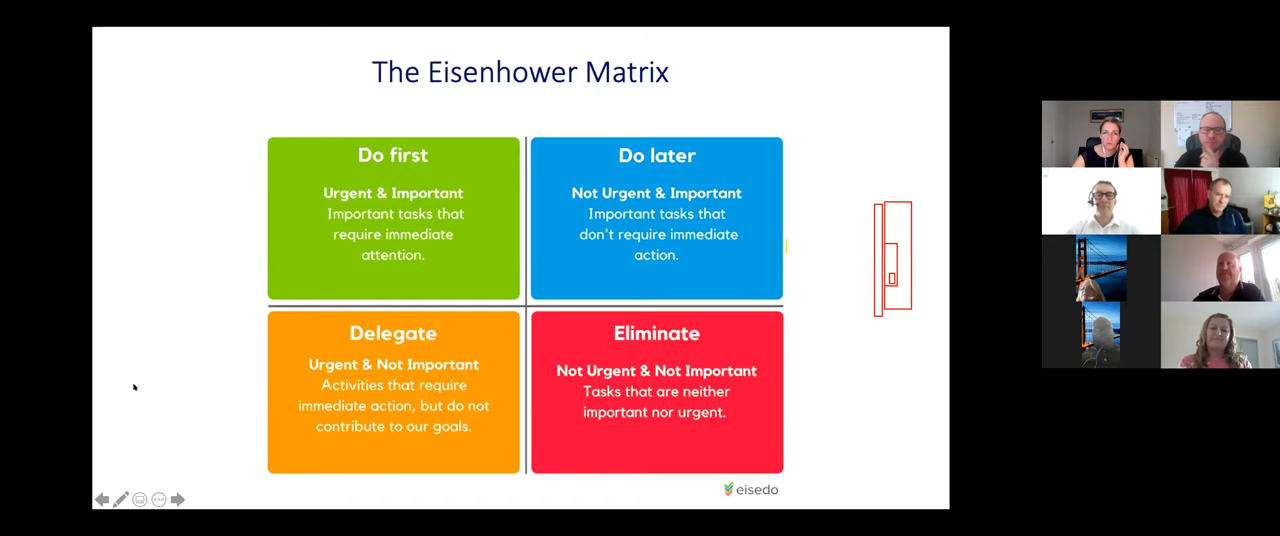 The Eisenhower Matrix
Do first
Urgent & Important
Important tasks that
require immediate
attention.
Do later
Not Urgent & Important
Important tasks that
don't require immediate
action.
Delegate
Urgent & Not Important
Activities that require
immediate action, but do not
contribute to our goals.
Eliminate
Not Urgent & Not Important
Tasks that are neither
important nor urgent.
eisedo